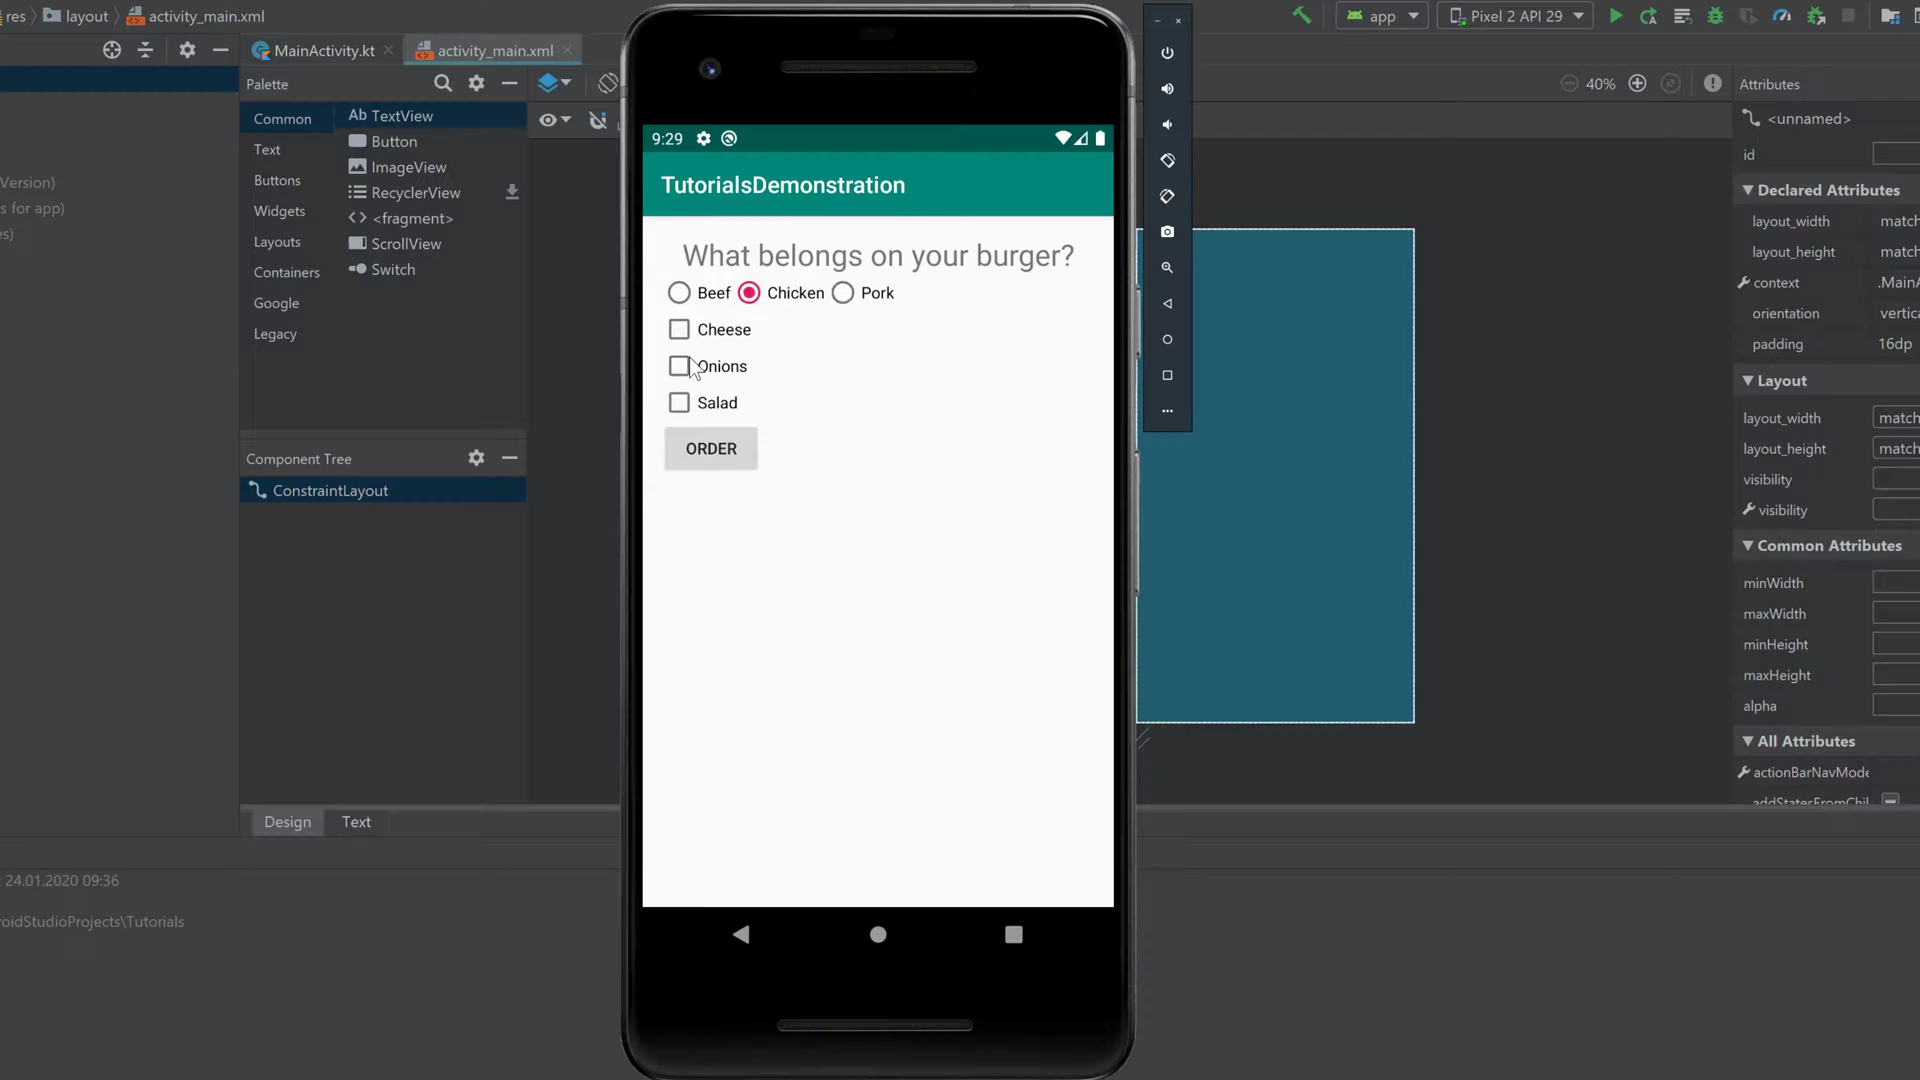 res layout activity_main.xml
app Pixel 2 API 29
MainActivity.kt activity_main.xml
Palette
Common
Text
Buttons
Widgets
Layouts
Containers
Google
Legacy
Ab TextView
Button
ImageView
RecyclerView
<> <fragment>
ScrollView
Switch
Version)
s for app)
es)
Component Tree
ConstraintLayout
Design Text
24.01.2020 09:36
oidStudioProjects\Tutorials
9:29
TutorialsDemonstration
What belongs on your burger?
Beef Chicken Pork
Cheese
Onions
Salad
ORDER
40%
Attributes
<unnamed>
id
Declared Attributes
layout_width match
layout_height match
context .MainA
orientation vertic
padding 16dp
Layout
layout_width match
layout_height match
visibility
visibility
Common Attributes
minWidth
maxWidth
minHeight
maxHeight
alpha
All Attributes
actionBarNavMode
addStatesFromChil